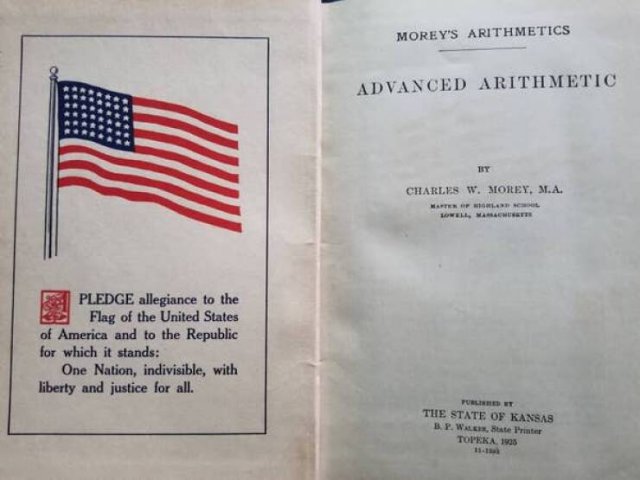 I PLEDGE allegiance to the
Flag of the United States
of America and to the Republic
for which it stands:
One Nation, indivisible, with
liberty and justice for all.
MOREY'S ARITHMETICS
ADVANCED ARITHMETIC
BY
CHARLES W. MOREY, M.A.
MASTER OF HIGHLAND SCHOOL
LOWELL, MASSACHUSETTS
PUBLISHED BY
THE STATE OF KANSAS
B. P. WALKER, State Printer
TOPEKA, 1925